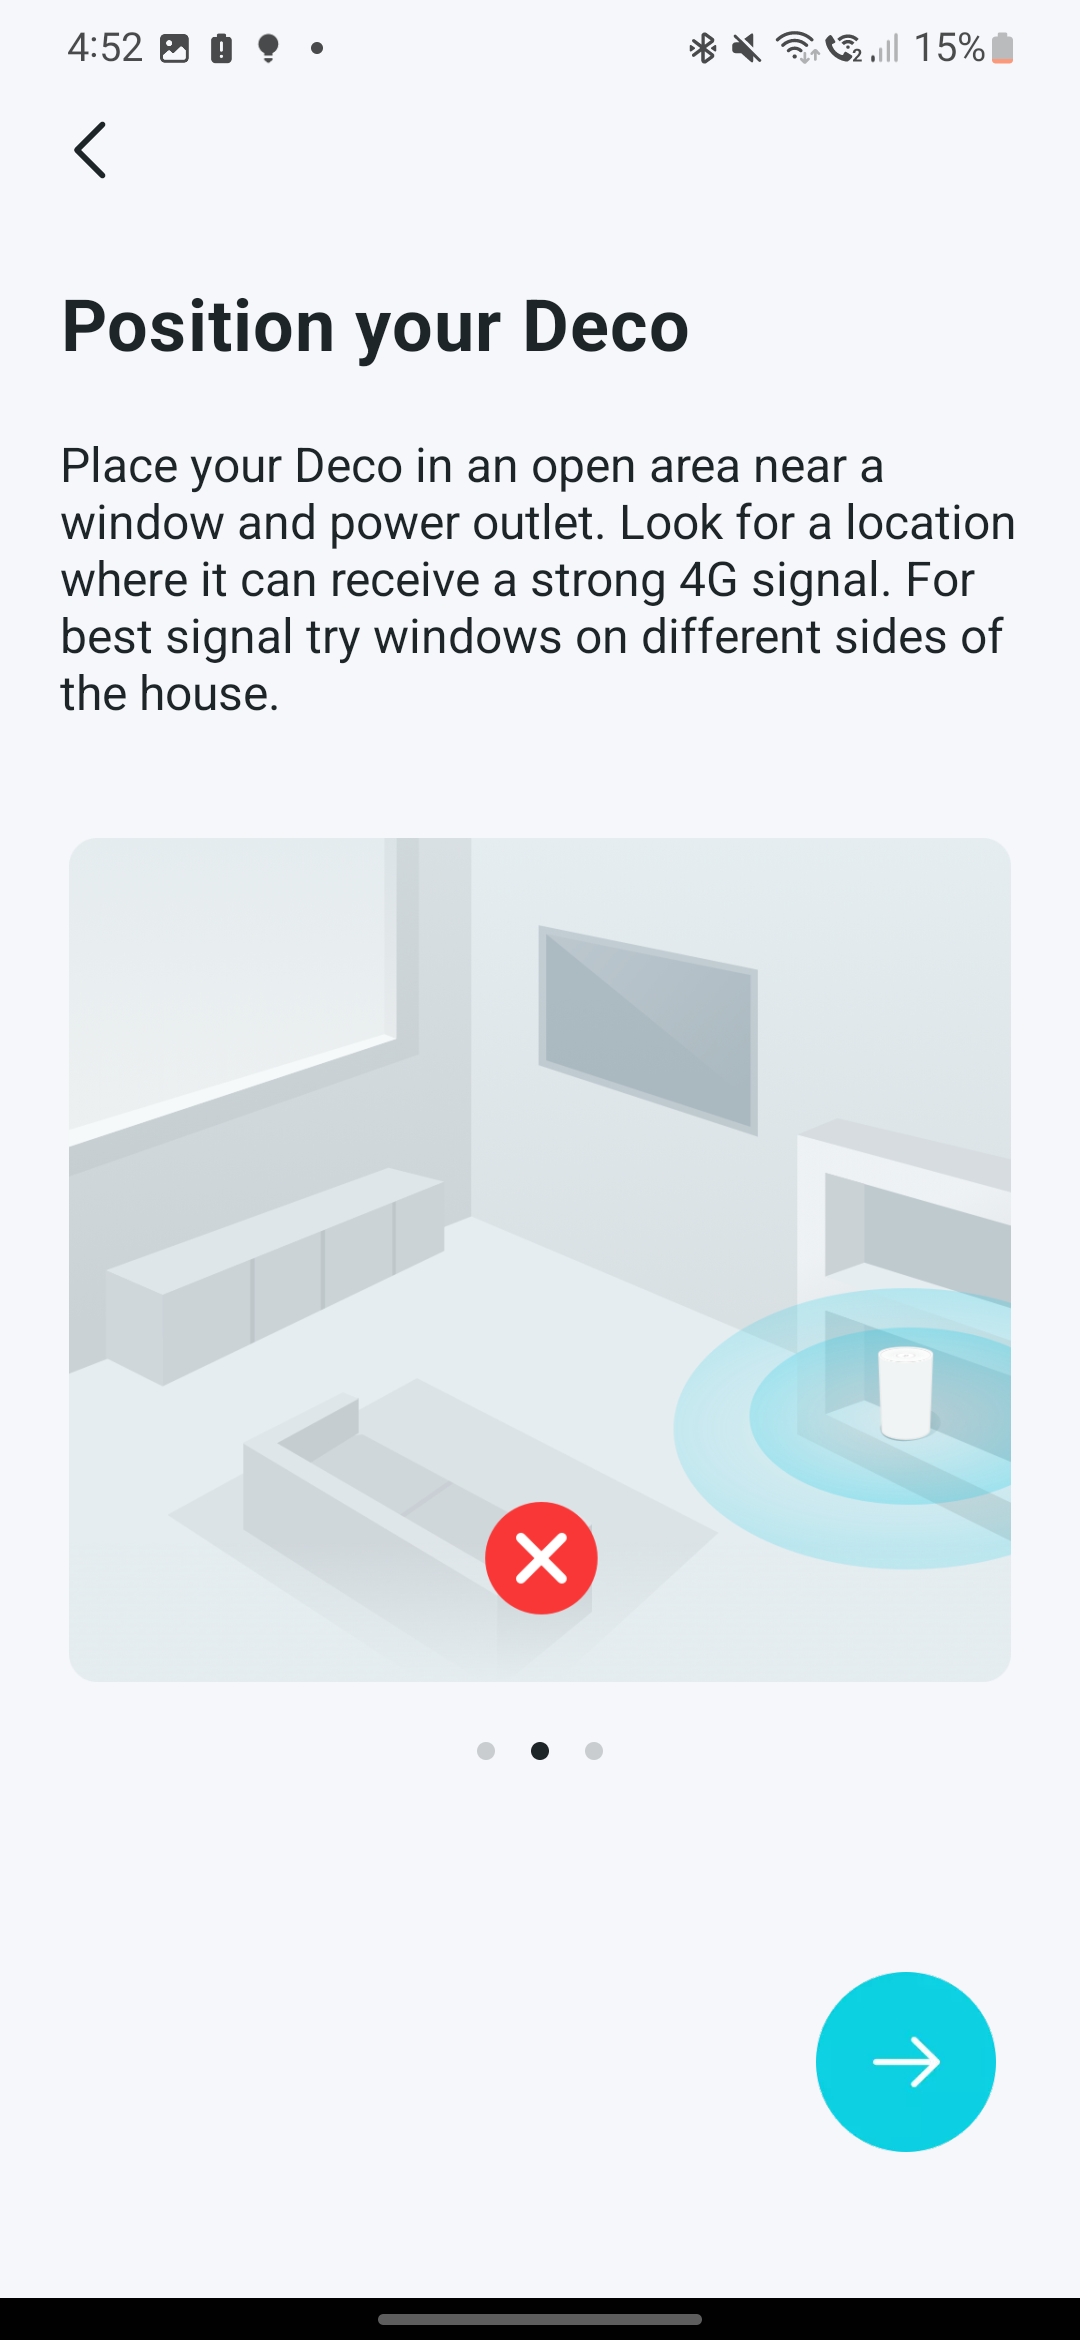 4:52
15%
Position your Deco
Place your Deco in an open area near a
window and power outlet. Look for a location
where it can receive a strong 4G signal. For
best signal try windows on different sides of
the house.